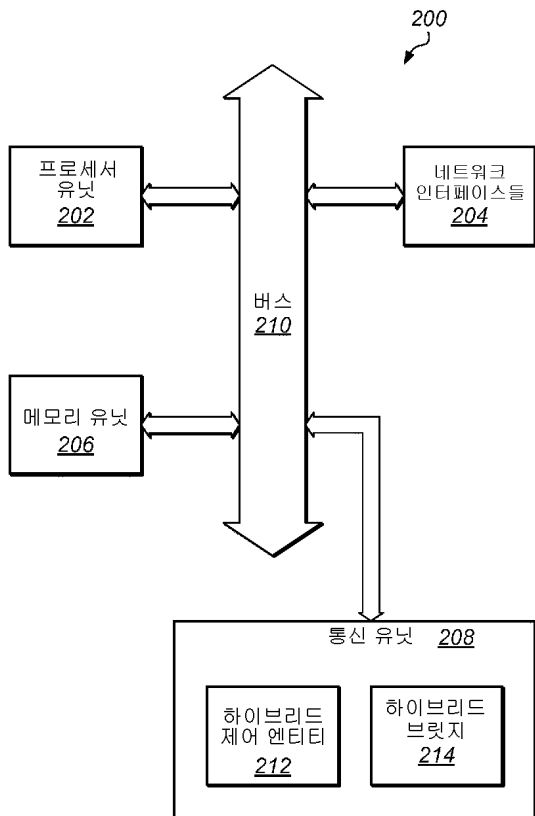 200
프로세서
유닛
202
네트워크
인터페이스들
204
버스
210
메모리 유닛
206
통신 유닛 208
하이브리드
제어 엔티티
212
하이브리드
브릿지
214